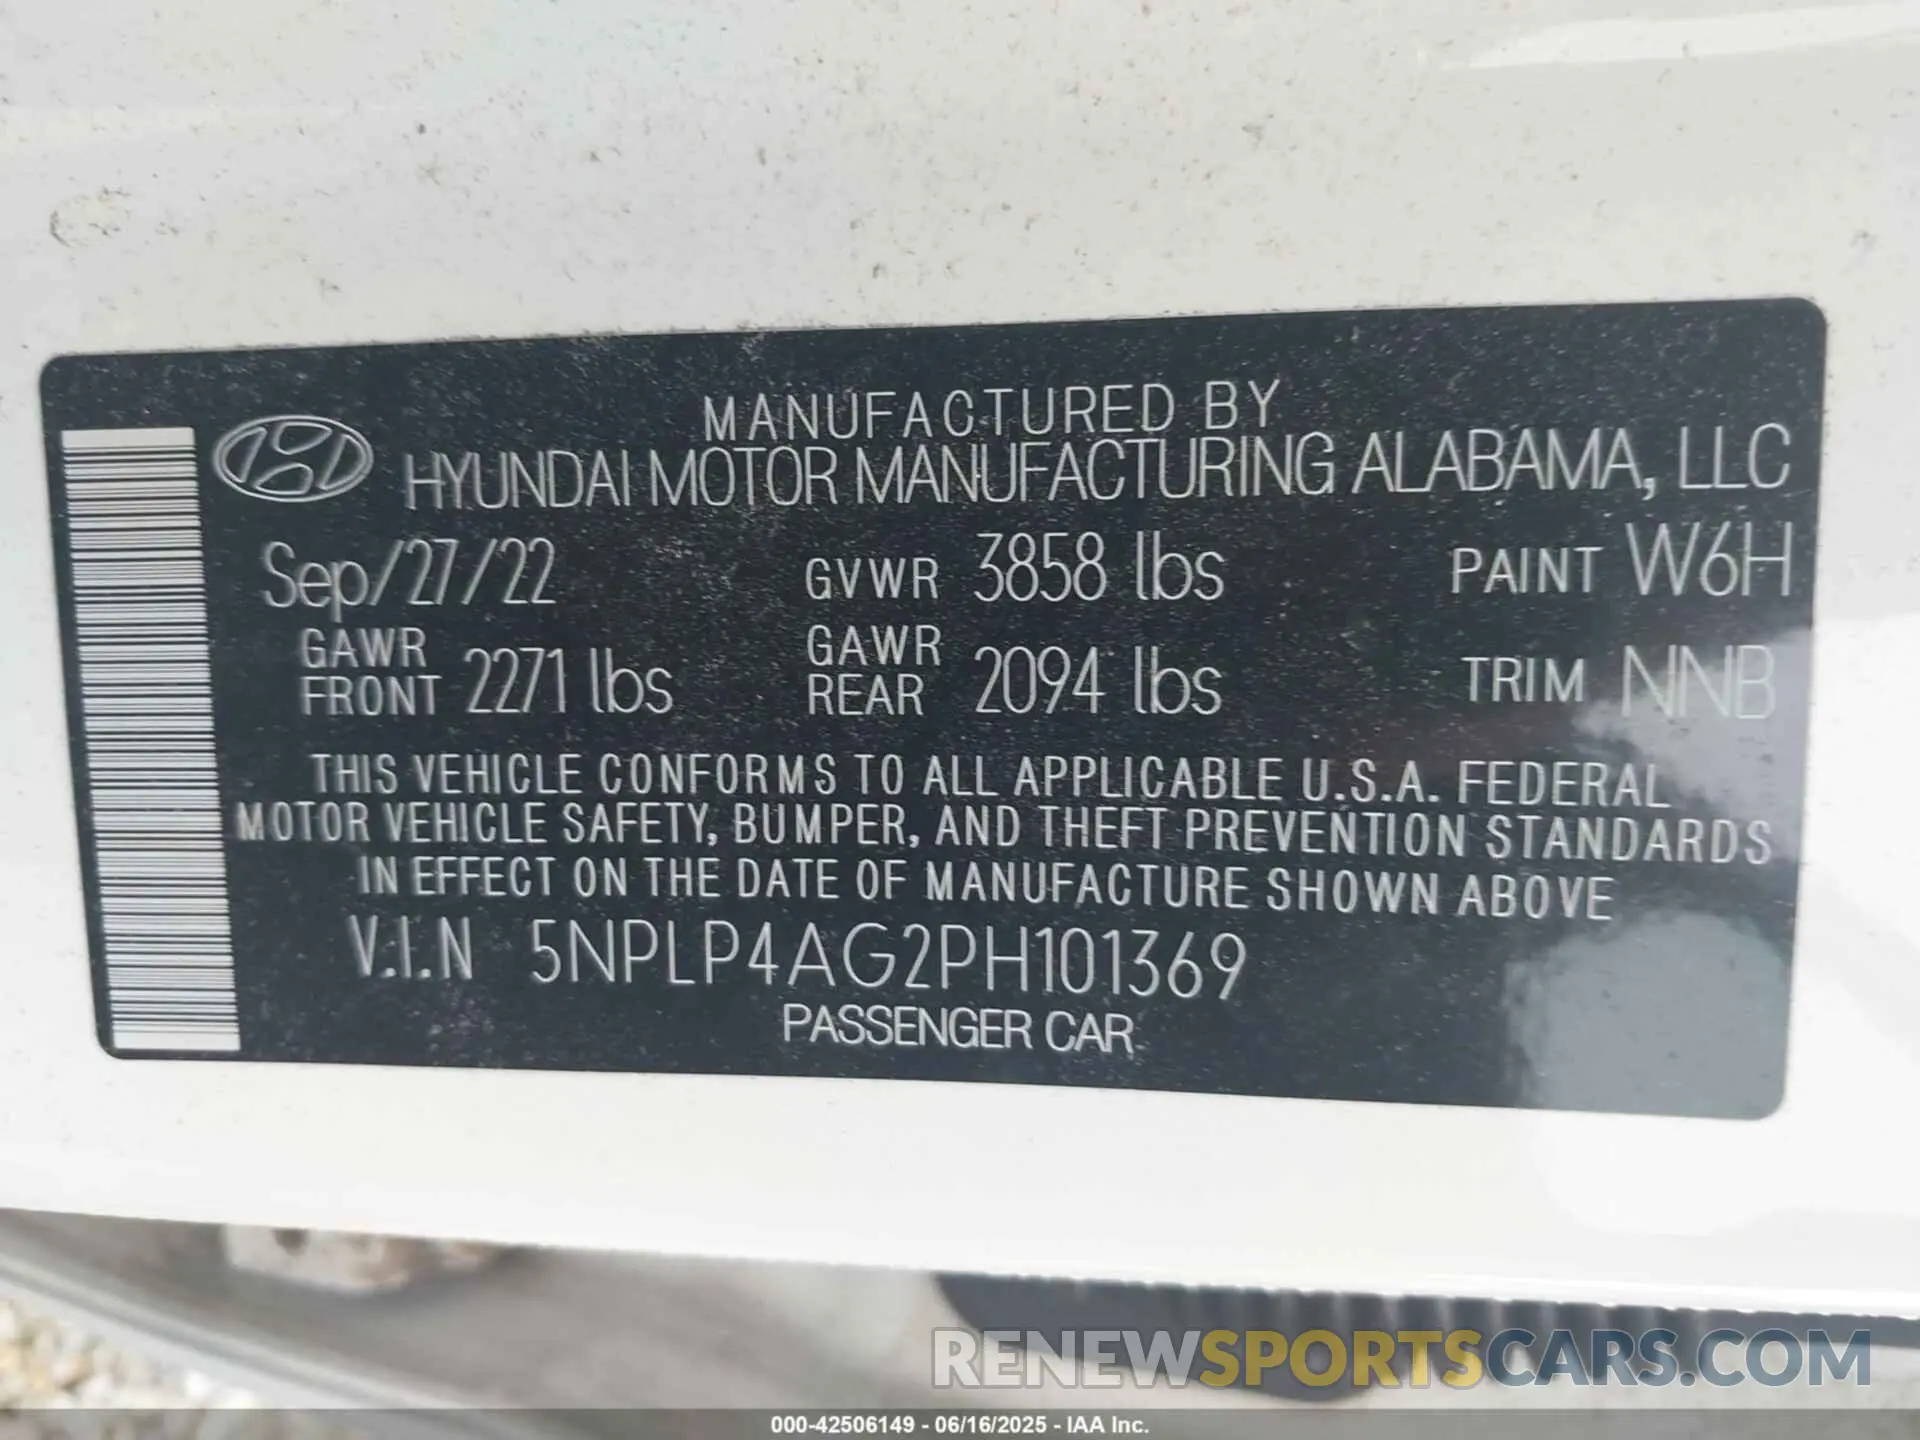 MANUFACTURED BY
HYUNDAI MOTOR MANUFACTURING ALABAMA, LLC
Sep/27/22 GVWR 3858 lbs PAINT W6H
GAWR FRONT 2271 lbs GAWR REAR 2094 lbs TRIM NNB
THIS VEHICLE CONFORMS TO ALL APPLICABLE U.S.A. FEDERAL
MOTOR VEHICLE SAFETY, BUMPER, AND THEFT PREVENTION STANDARDS
IN EFFECT ON THE DATE OF MANUFACTURE SHOWN ABOVE
V.I.N 5NPLP4AG2PH101369
PASSENGER CAR
RENEWSPORTSCARS.COM
000-42506149 - 06/16/2025 - IAA Inc.